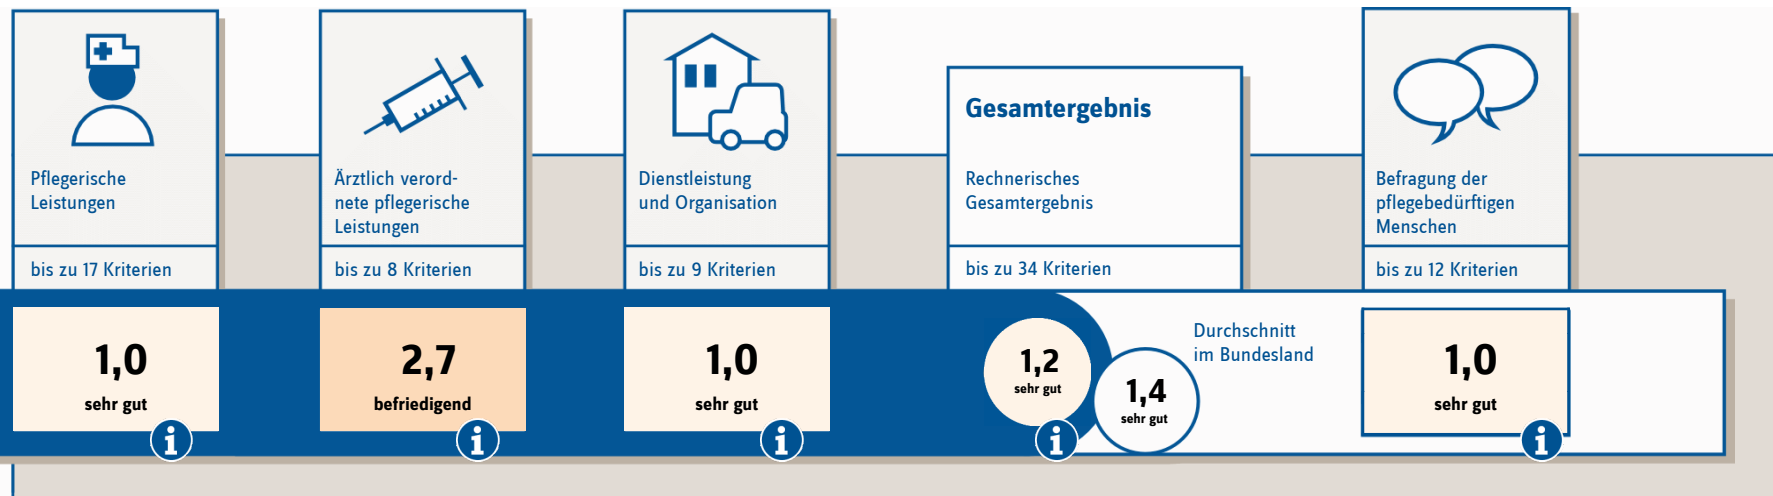 Pflegerische
Leistungen
bis zu 17 Kriterien
1,0
sehr gut
i
Ärztlich verord-
nete pflegerische
Leistungen
bis zu 8 Kriterien
2,7
befriedigend
i
Dienstleistung
und Organisation
bis zu 9 Kriterien
1,0
sehr gut
i
Gesamtergebnis
Rechnerisches
Gesamtergebnis
bis zu 34 Kriterien
1,2
sehr gut
i
Durchschnitt
im Bundesland
1,4
sehr gut
Befragung der
pflegebedürftigen
Menschen
bis zu 12 Kriterien
1,0
sehr gut
i